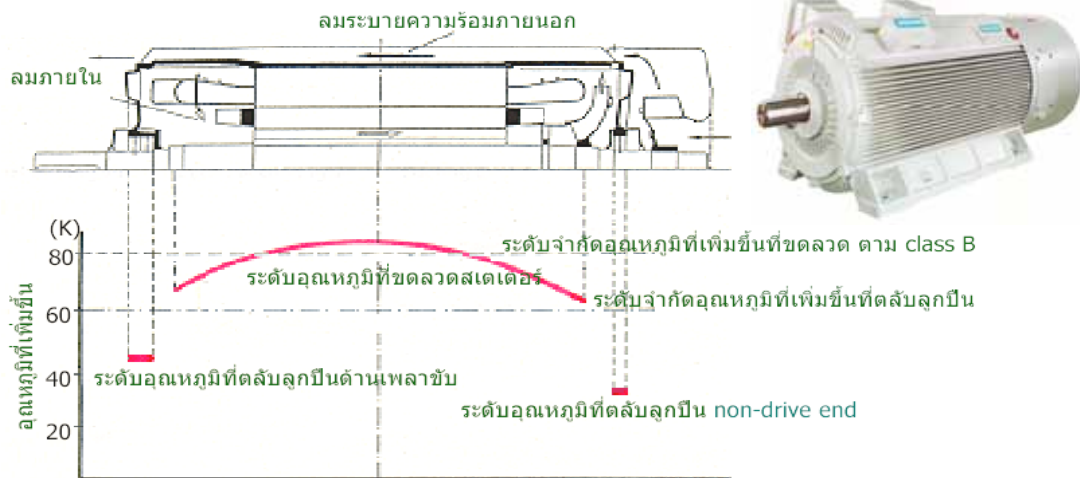 ลมระบายความร้อมภายนอก
ลมภายใน
(K)
80
60
40
20
อุณหภูมิที่เพิ่มขึ้น
ระดับจำกัดอุณหภูมิที่เพิ่มขึ้นที่ขดลวด ตาม class B
ระดับอุณหภูมิที่ขดลวดสเตเตอร์
ระดับจำกัดอุณหภูมิที่เพิ่มขึ้นที่ตลับลูกปืน
ระดับอุณหภูมิที่ตลับลูกปืนด้านเพลาขับ
ระดับอุณหภูมิที่ตลับลูกปืน non-drive end